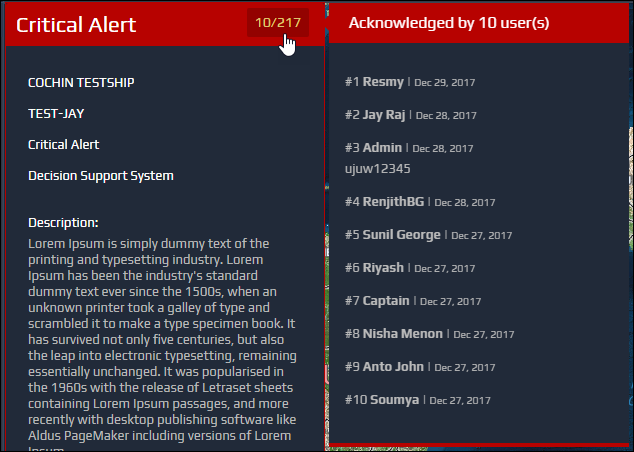 Critical Alert
10/217
COCHIN TESTSHIP
TEST-JAY
Critical Alert
Decision Support System
Description:
Lorem Ipsum is simply dummy text of the
printing and typesetting industry. Lorem
Ipsum has been the industry's standard
dummy text ever since the 1500s, when an
unknown printer took a galley of type and
scrambled it to make a type specimen book. It
has survived not only five centuries, but also
the leap into electronic typesetting, remaining
essentially unchanged. It was popularised in
the 1960s with the release of Letraset sheets
containing Lorem Ipsum passages, and more
recently with desktop publishing software like
Aldus PageMaker including versions of Lorem
Acknowledged by 10 user(s)
#1 Resmy | Dec 29, 2017
#2 Jay Raj | Dec 28, 2017
#3 Admin | Dec 28, 2017
ujuw12345
#4 RenjithBG | Dec 28, 2017
#5 Sunil George | Dec 27, 2017
#6 Riyash | Dec 27, 2017
#7 Captain | Dec 27, 2017
#8 Nisha Menon | Dec 27, 2017
#9 Anto John | Dec 27, 2017
#10 Soumya | Dec 27, 2017